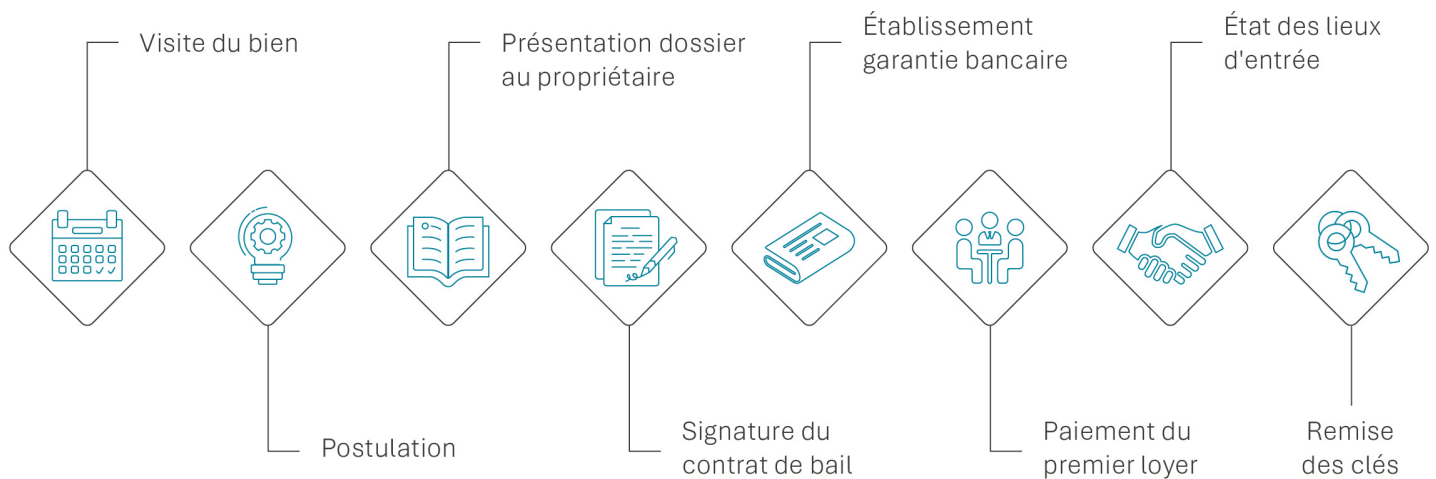 Visite du bien
Postulation
Présentation dossier
au propriétaire
Signature du
contrat de bail
Établissement
garantie bancaire
Paiement du
premier loyer
État des lieux
d'entrée
Remise
des clés